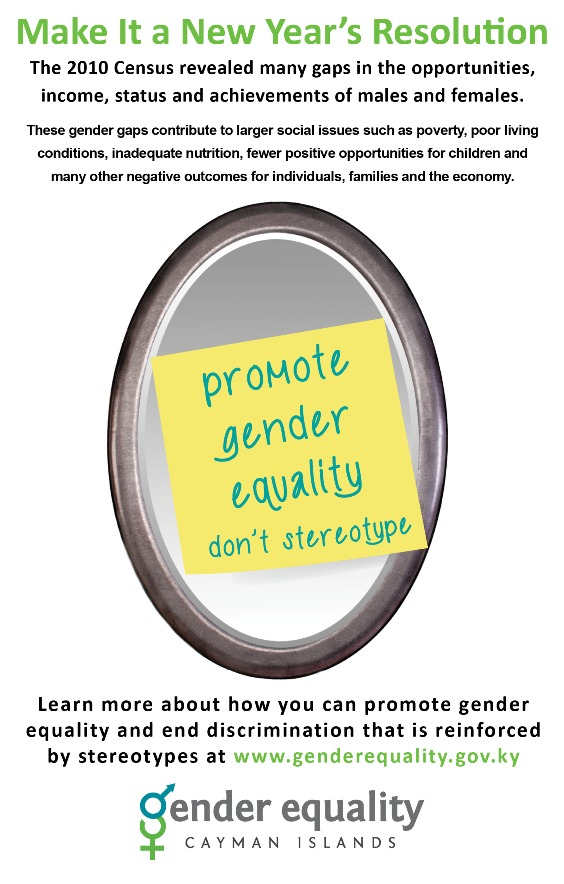 Make It a New Year's Resolution
The 2010 Census revealed many gaps in the opportunities,
income, status and achievements of males and females.
These gender gaps contribute to larger social issues such as poverty, poor living
conditions, inadequate nutrition, fewer positive opportunities for children and
many other negative outcomes for individuals, families and the economy.
promote
gender
equality
don't stereotype
Learn more about how you can promote gender
equality and end discrimination that is reinforced
by stereotypes at www.genderequality.gov.ky
gender equality
CAYMAN ISLANDS